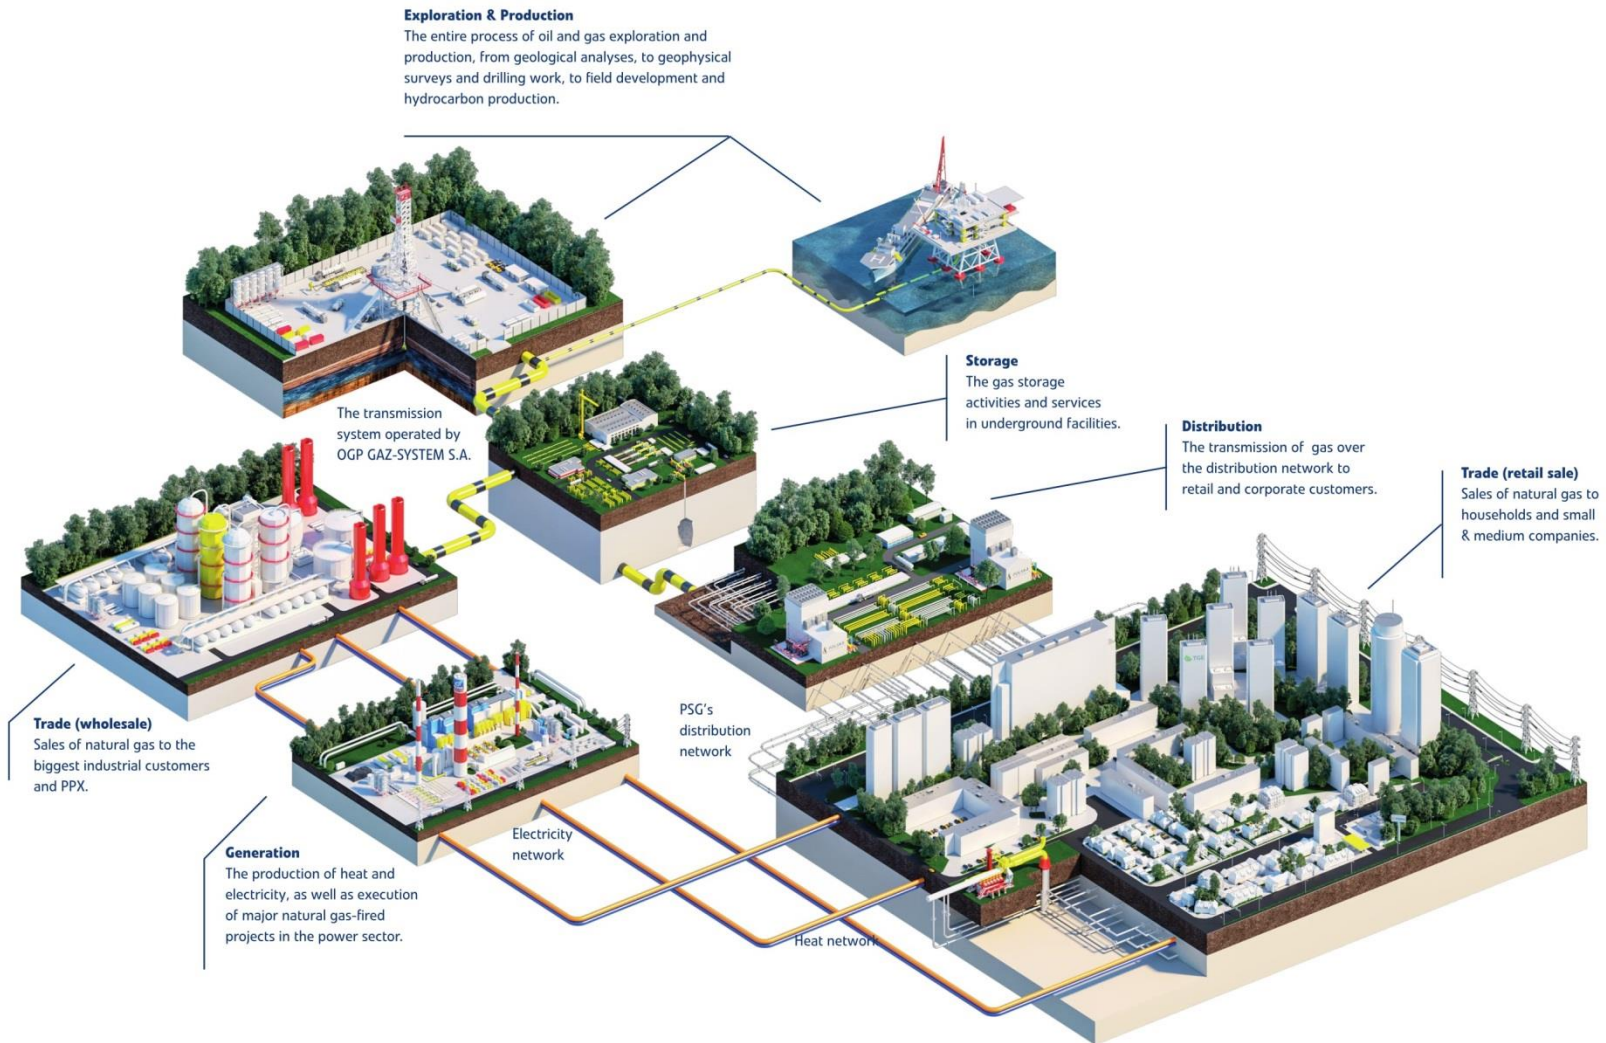 Exploration & Production
The entire process of oil and gas exploration and
production, from geological analyses, to geophysical
surveys and drilling work, to field development and
hydrocarbon production.
Storage
The gas storage
activities and services
in underground facilities.
The transmission
system operated by
OGP GAZ-SYSTEM S.A.
Distribution
The transmission of gas over
the distribution network to
retail and corporate customers.
Trade (retail sale)
Sales of natural gas to
households and small
& medium companies.
Trade (wholesale)
Sales of natural gas to the
biggest industrial customers
and PPX.
PSG's
distribution
network
Generation
The production of heat and
electricity, as well as execution
of major natural gas-fired
projects in the power sector.
Electricity
network
Heat network
H
TGE